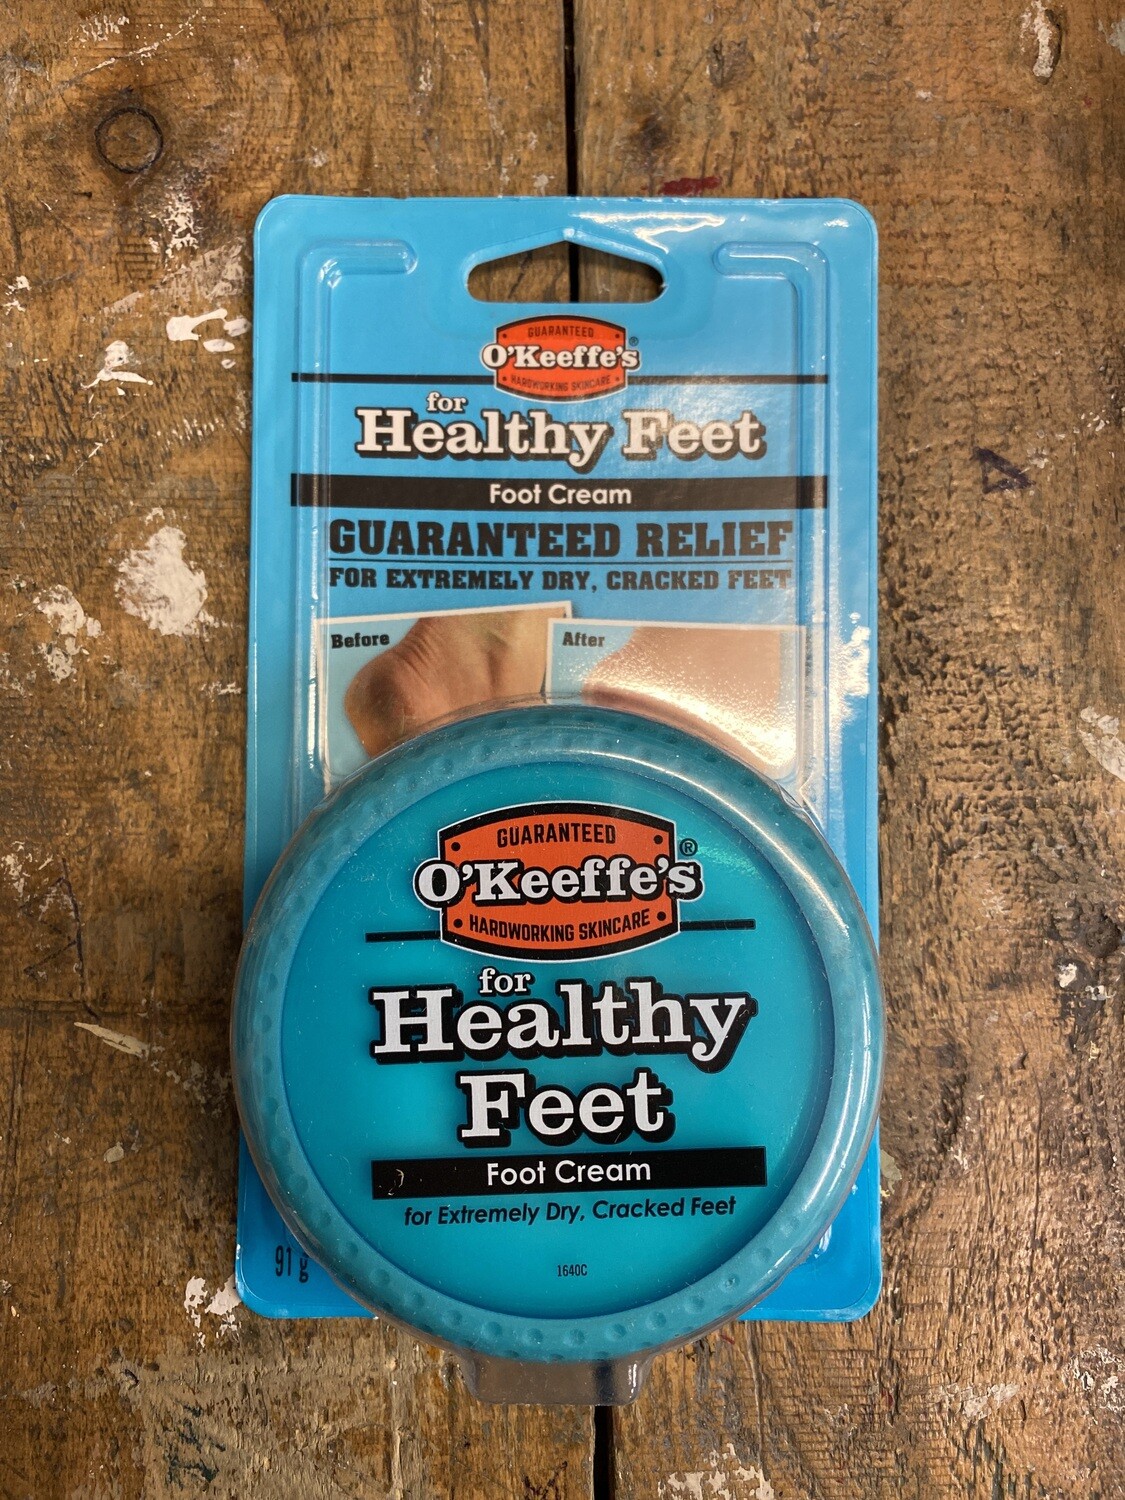 GUARANTEED
O'Keeffe's®
HARDWORKING SKINCARE
for
Healthy Feet
Foot Cream
GUARANTEED RELIEF
FOR EXTREMELY DRY, CRACKED FEET
Before
After
GUARANTEED
O'Keeffe's®
HARDWORKING SKINCARE
for
Healthy
Feet
Foot Cream
for Extremely Dry, Cracked Feet
91 g
1640C